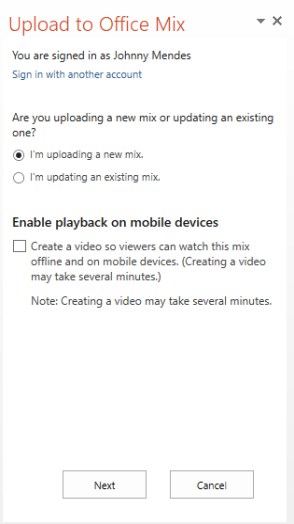 Upload to Office Mix
You are signed in as Johnny Mendes
Sign in with another account
Are you uploading a new mix or updating an existing
one?
I'm uploading a new mix.
I'm updating an existing mix.
Enable playback on mobile devices
Create a video so viewers can watch this mix
offline and on mobile devices. (Creating a video
may take several minutes.)
Note: Creating a video may take several minutes.
Next
Cancel